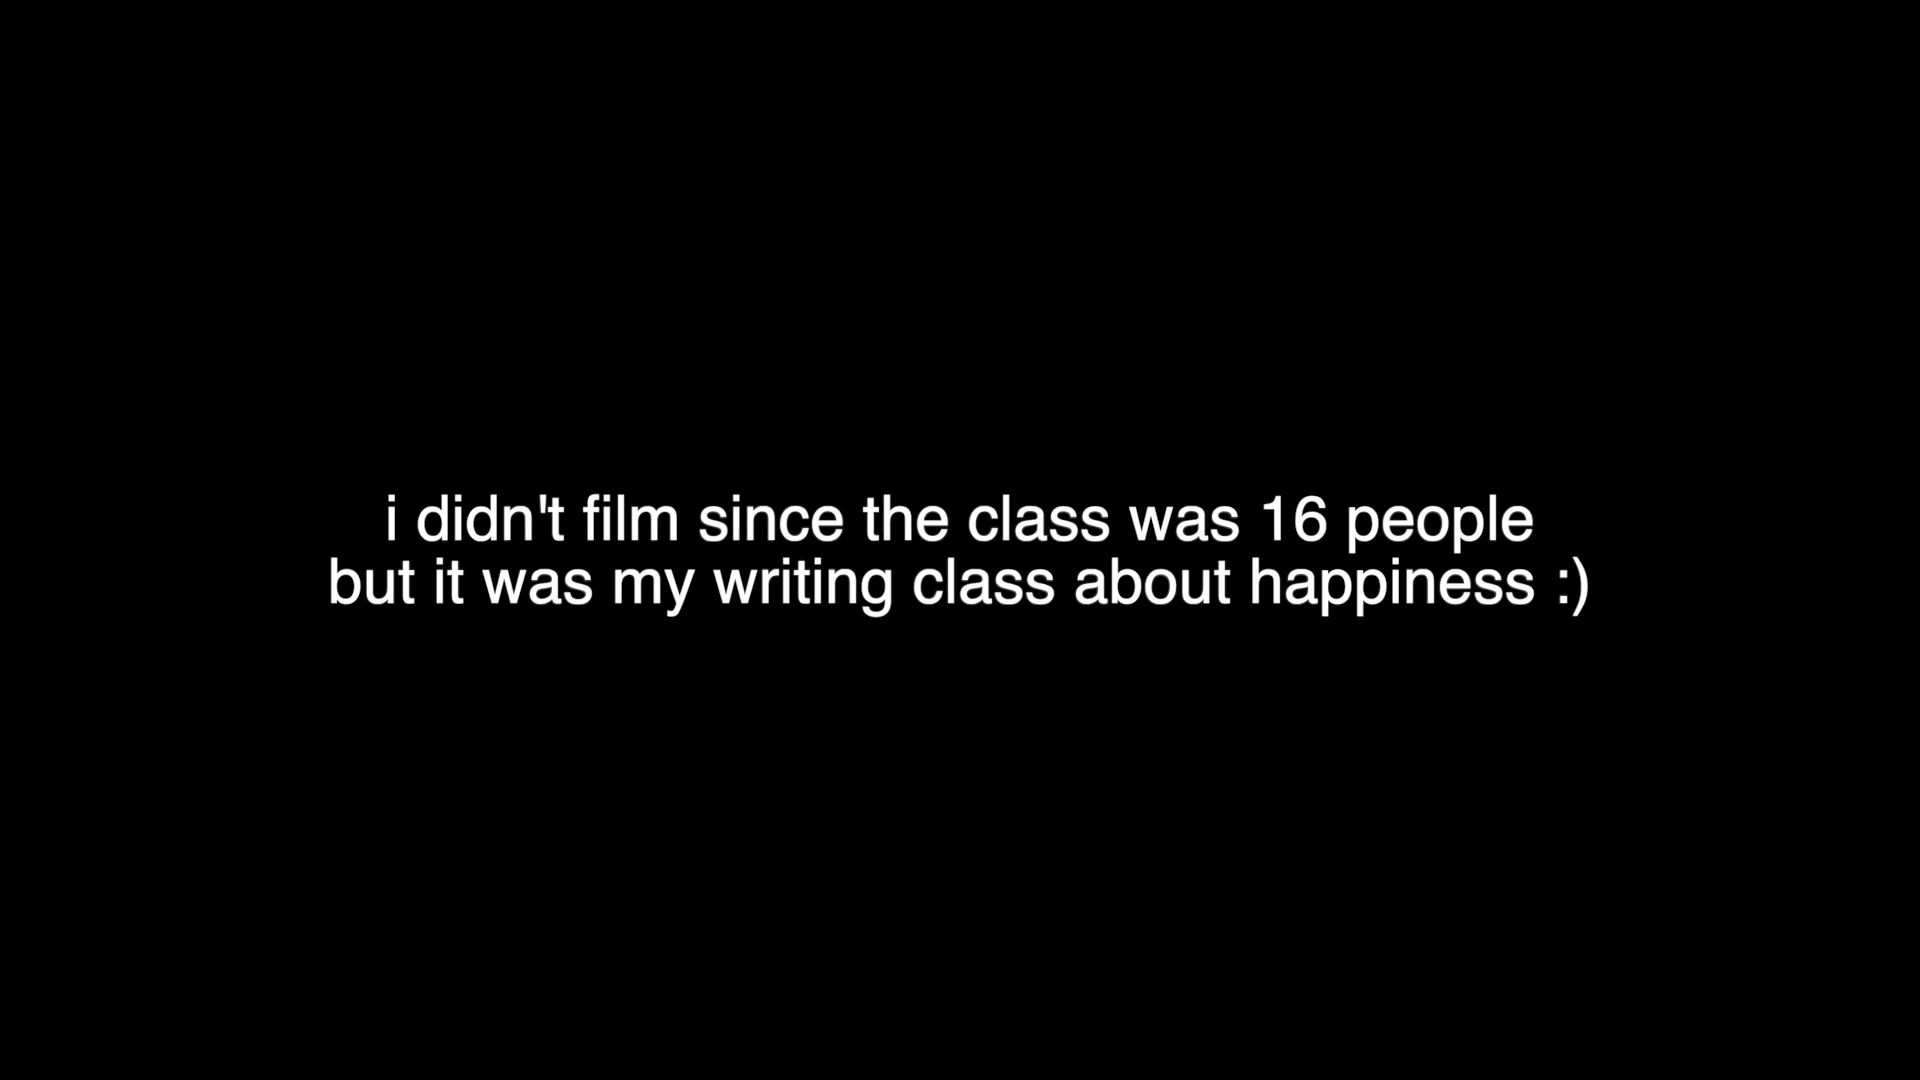 i didn't film since the class was 16 people
but it was my writing class about happiness :)